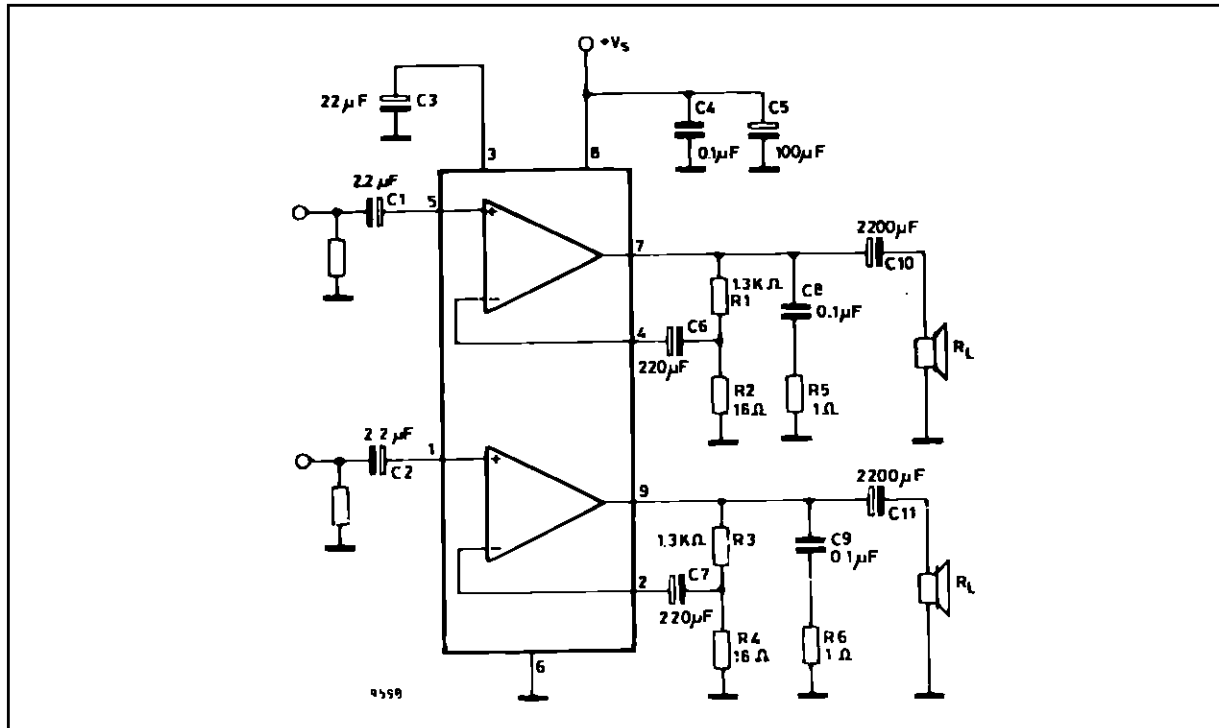 +Vs
22µF
C3
C4
0.1µF
C5
100µF
3
8
2.2µF
C1
5
+
−
7
2200µF
C10
1.3KΩ
R1
C8
0.1µF
4
C6
220µF
R2
16Ω
R5
1Ω
RL
2.2µF
C2
1
+
−
9
2200µF
C11
1.3KΩ
R3
C9
0.1µF
2
C7
220µF
R4
16Ω
R6
1Ω
RL
6